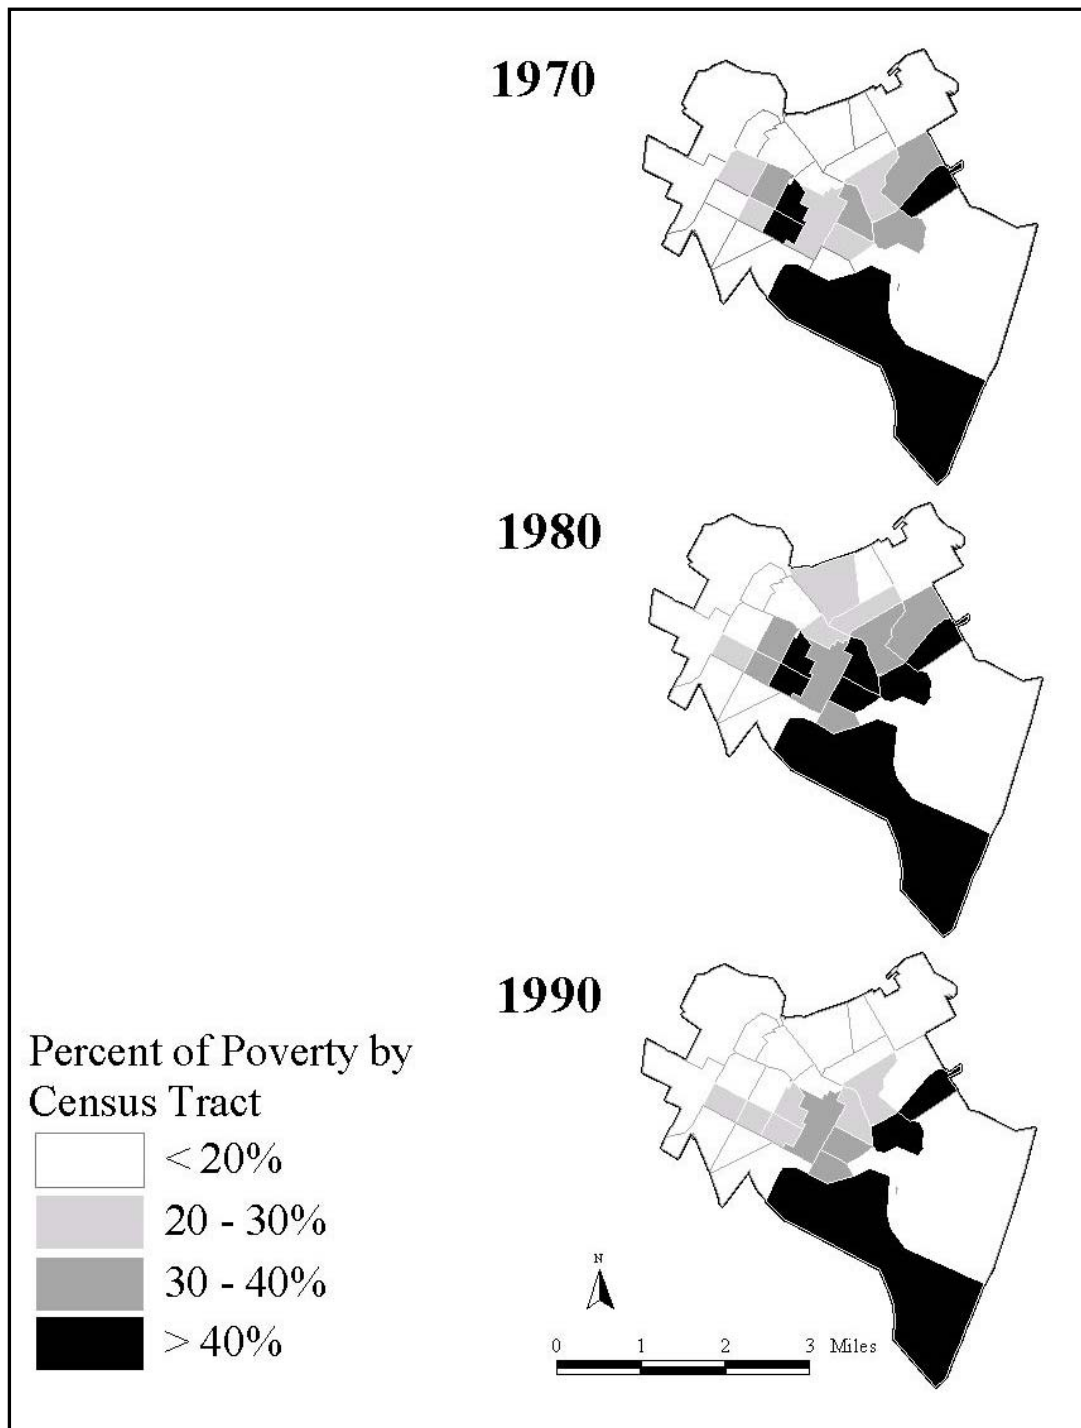 1970
1980
1990
Percent of Poverty by
Census Tract
< 20%
20 - 30%
30 - 40%
> 40%
N
0 1 2 3 Miles